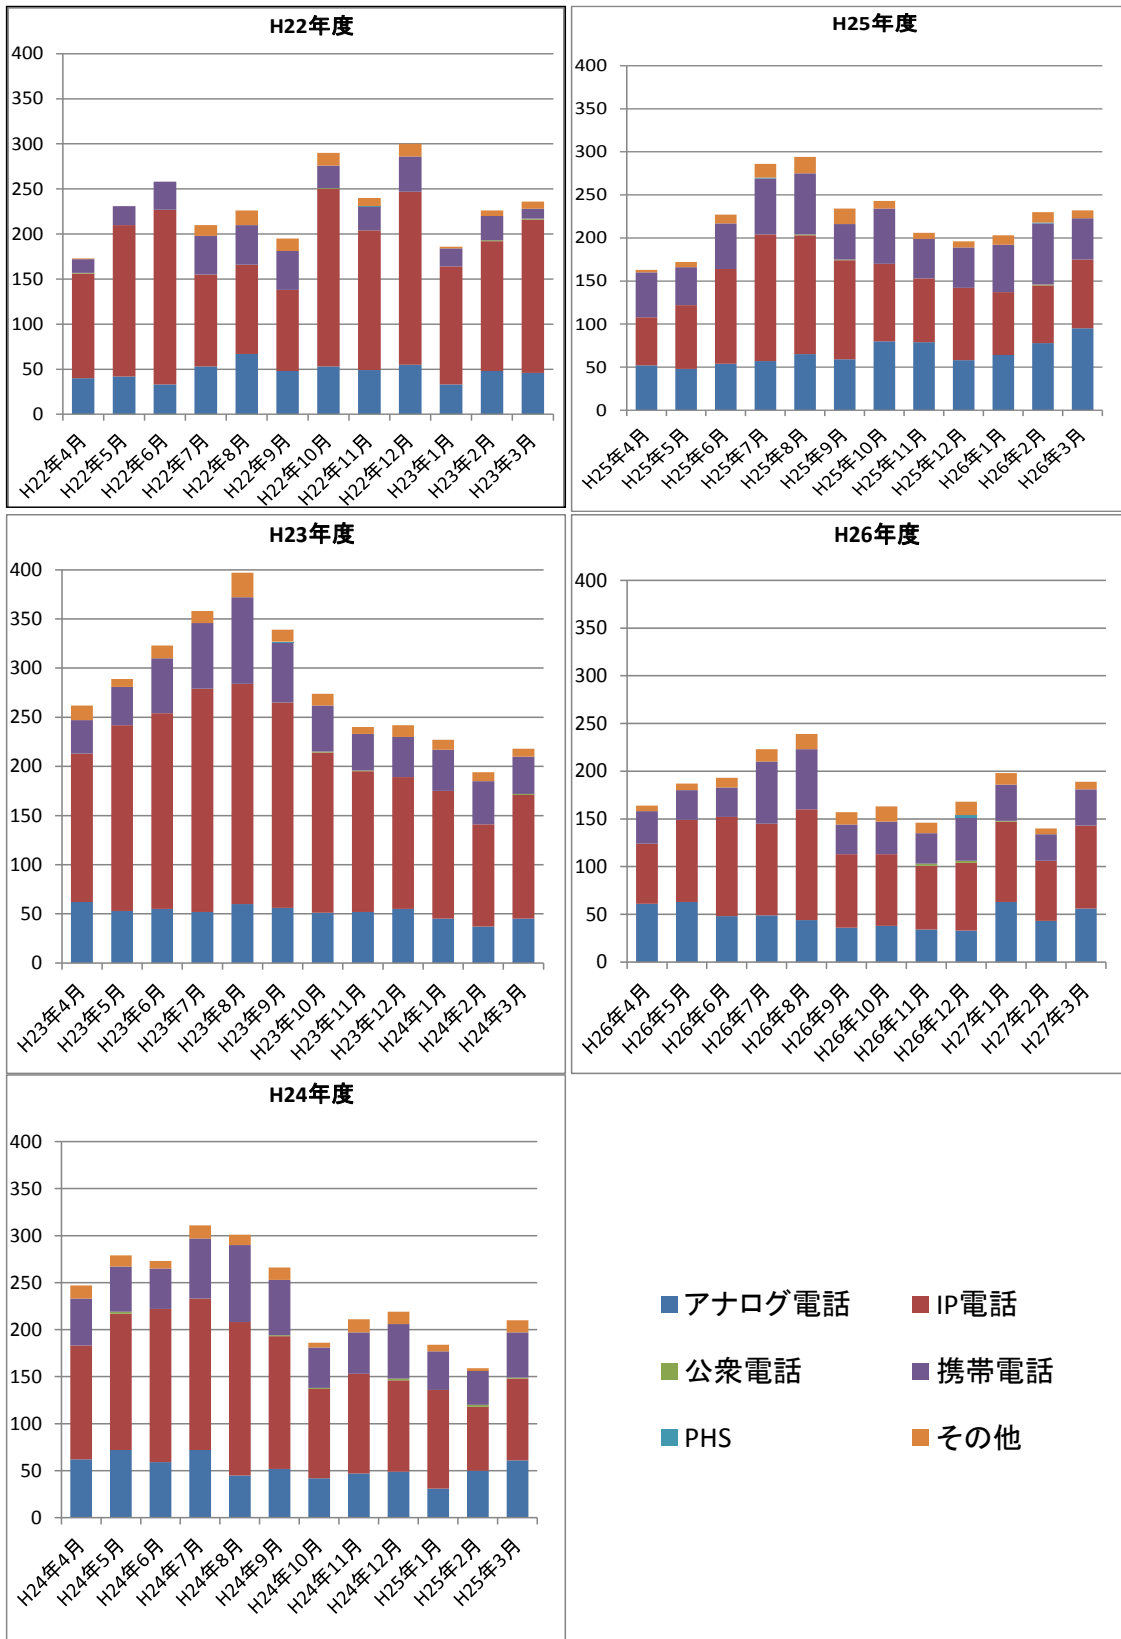 H22年度
400
350
300
250
200
150
100
50
0
H22年4月
H22年5月
H22年6月
H22年7月
H22年8月
H22年9月
H22年10月
H22年11月
H22年12月
H23年1月
H23年2月
H23年3月
H25年度
400
350
300
250
200
150
100
50
0
H25年4月
H25年5月
H25年6月
H25年7月
H25年8月
H25年9月
H25年10月
H25年11月
H25年12月
H26年1月
H26年2月
H26年3月
H23年度
400
350
300
250
200
150
100
50
0
H23年4月
H23年5月
H23年6月
H23年7月
H23年8月
H23年9月
H23年10月
H23年11月
H23年12月
H24年1月
H24年2月
H24年3月
H26年度
400
350
300
250
200
150
100
50
0
H26年4月
H26年5月
H26年6月
H26年7月
H26年8月
H26年9月
H26年10月
H26年11月
H26年12月
H27年1月
H27年2月
H27年3月
H24年度
400
350
300
250
200
150
100
50
0
H24年4月
H24年5月
H24年6月
H24年7月
H24年8月
H24年9月
H24年10月
H24年11月
H24年12月
H25年1月
H25年2月
H25年3月
アナログ電話
IP電話
公衆電話
携帯電話
PHS
その他